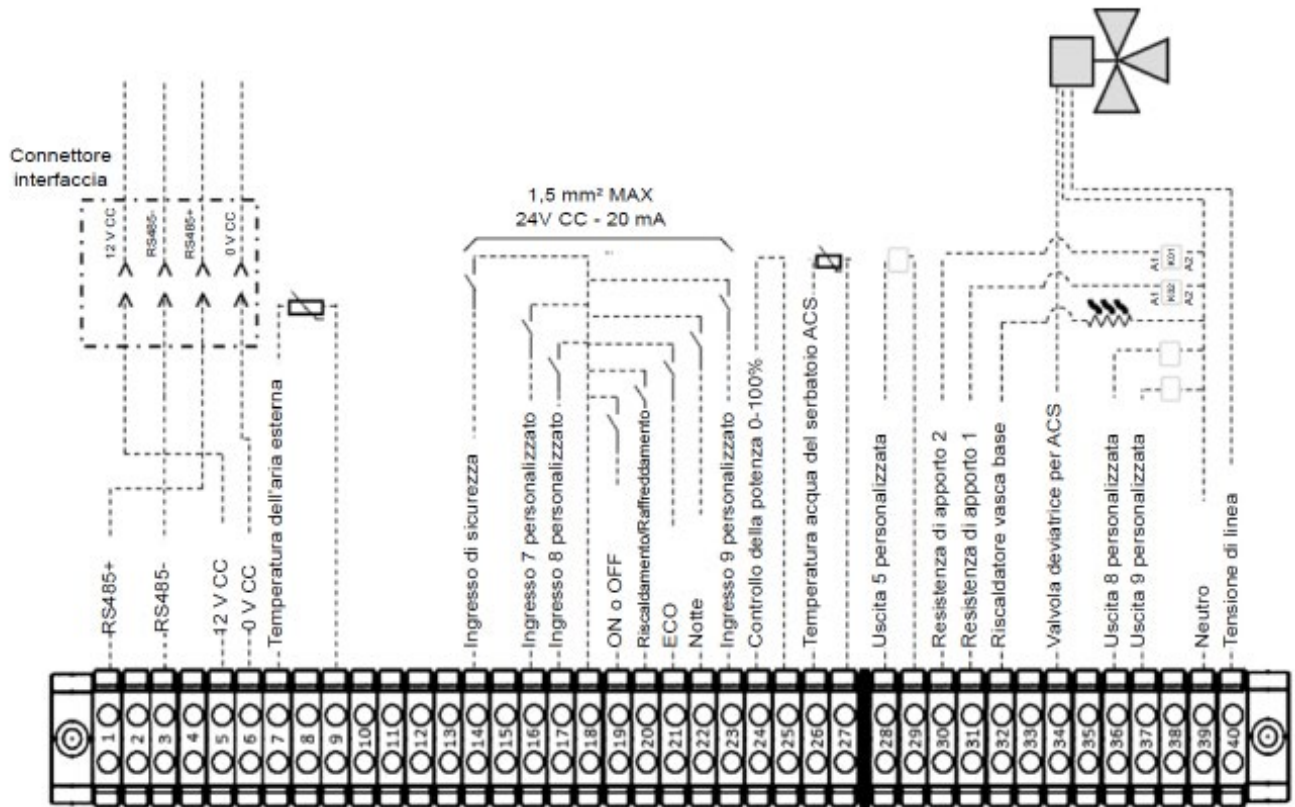 Connettore
interfaccia
12 V CC
RS485-
RS485+
0 V CC
1,5 mm² MAX
24V CC - 20 mA
A1 K01 A2
A1 K02 A2
RS485+
RS485-
12 V CC
0 V CC
Temperatura dell'aria esterna
Ingresso di sicurezza
Ingresso 7 personalizzato
Ingresso 8 personalizzato
ON o OFF
Riscaldamento/Raffreddamento
ECO
Notte
Ingresso 9 personalizzato
Controllo della potenza 0-100%
Temperatura acqua del serbatoio ACS
Uscita 5 personalizzata
Resistenza di apporto 2
Resistenza di apporto 1
Riscaldatore vasca base
Valvola deviatrice per ACS
Uscita 8 personalizzata
Uscita 9 personalizzata
Neutro
Tensione di linea
1 2 3 4 5 6 7 8 9 10 11 12 13 14 15 16 17 18 19 20 21 22 23 24 25 26 27 28 29 30 31 32 33 34 35 36 37 38 39 40